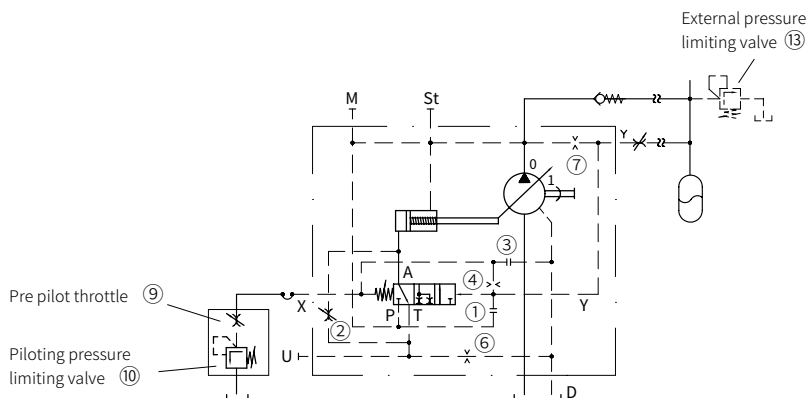 External pressure
limiting valve ⑬
M
St
Y
0
⑦
1
③
A
④
Pre pilot throttle ⑨
X
Y
P
T
①
②
⑥
Piloting pressure
limiting valve ⑩
U
D